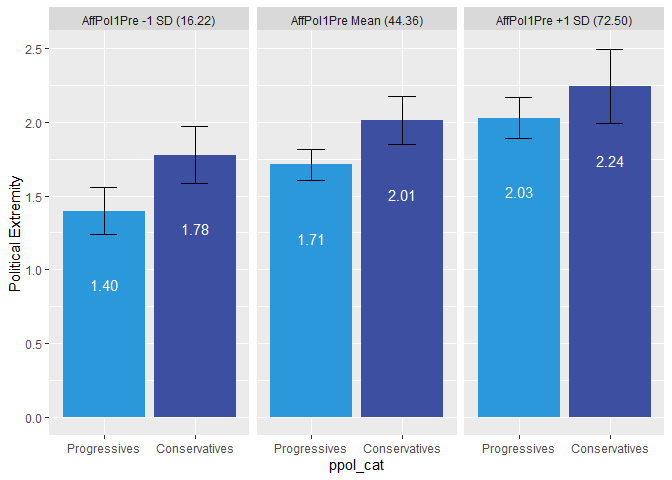 AffPol1Pre -1 SD (16.22)
AffPol1Pre Mean (44.36)
AffPol1Pre +1 SD (72.50)
Political Extremity
2.5
2.0
1.5
1.0
0.5
0.0
1.40
1.78
1.71
2.01
2.03
2.24
Progressives Conservatives
Progressives Conservatives
Progressives Conservatives
ppol_cat